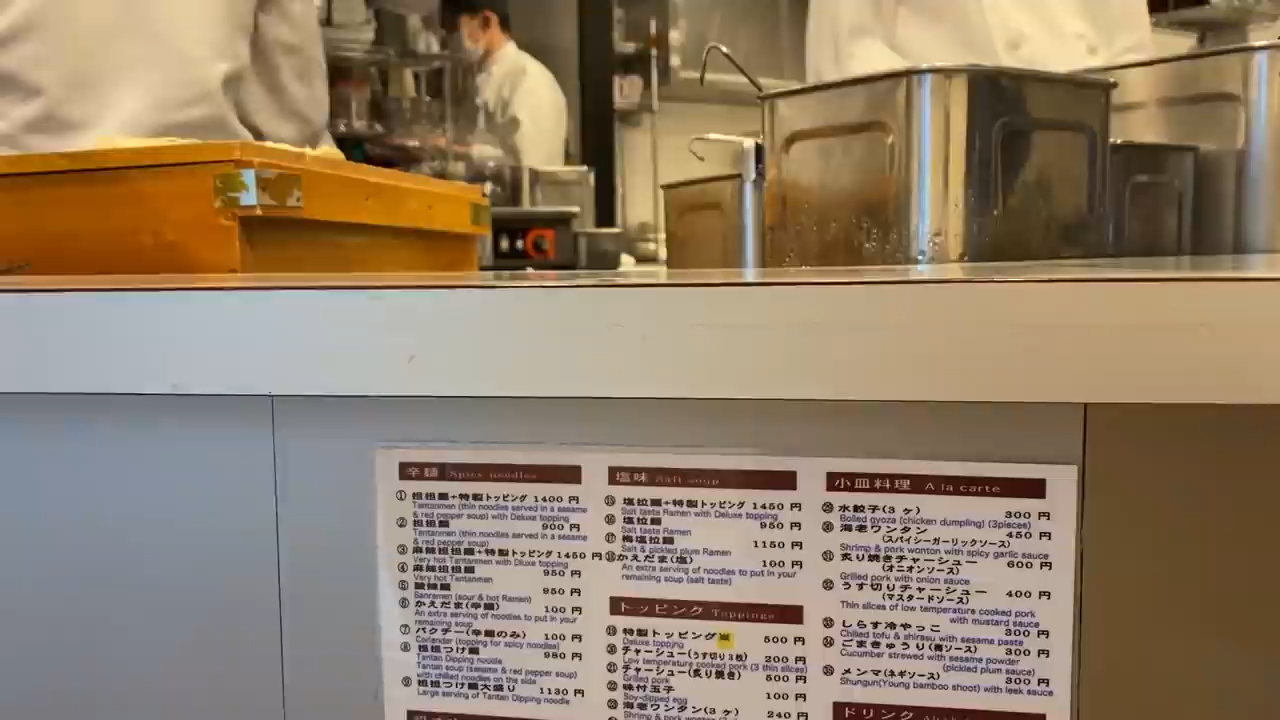 辛麺 Spicy noodles
① 担担麺+特製トッピング 1400 円
Tantanmen (thin noodles served in a sesame
& red pepper soup) with Deluxe topping
② 担担麺 900 円
Tantanmen (thin noodles served in a sesame
& red pepper soup)
③ 麻辣担担麺+特製トッピング 1450 円
Very hot Tantanmen with Dluxe topping
④ 麻辣担担麺 950 円
Very hot Tantanmen
⑤ 酸辣麺 950 円
Sanramen (sour & hot Ramen)
⑥ かえだま(辛麺) 100 円
An extra serving of noodles to put in your
remaining soup
⑦ パクチー(辛麺のみ) 100 円
Coriander (topping for spicy noodles)
⑧ 担担つけ麺 980 円
Tantan Dipping noodle
Tantan soup (sesame & red pepper soup)
with chilled noodles on the side
⑨ 担担つけ麺大盛り 1130 円
Large serving of Tantan Dipping noodle
塩味 Salt soup
⑮ 塩拉麺+特製トッピング 1450 円
Salt taste Ramen with Deluxe topping
⑯ 塩拉麺 950 円
Salt taste Ramen
⑰ 梅塩拉麺 1150 円
Salt & pickled plum Ramen
⑱ かえだま(塩) 100 円
An extra serving of noodles to put in your
remaining soup (salt taste)
トッピング Toppings
⑲ 特製トッピング 500 円
Deluxe topping
⑳ チャーシュー(うす切り3枚) 200 円
Low temperature cooked pork (3 thin slices)
㉑ チャーシュー(炙り焼き) 500 円
Grilled pork
㉒ 味付玉子 100 円
Soy-dipped egg
㉓ 海老ワンタン(3ヶ) 240 円
Shrimp & pork wonton
小皿料理 A la carte
㉙ 水餃子(3ヶ) 300 円
Boiled gyoza (chicken dumpling) (3pieces)
㉚ 海老ワンタン 450 円
(スパイシーガーリックソース)
Shrimp & pork wonton with spicy garlic sauce
㉛ 炙り焼きチャーシュー 600 円
(オニオンソース)
Grilled pork with onion sauce
㉜ うす切りチャーシュー 400 円
(マスタードソース)
Thin slices of low temperature cooked pork
with mustard sauce
㉝ しらす冷やっこ 300 円
Chilled tofu & shirasu with sesame paste
㉞ ごまきゅうり(梅ソース) 300 円
Cucumber strewed with sesame powder
(pickled plum sauce)
㉟ メンマ(ネギソース) 300 円
Shungun(Young bamboo shoot) with leek sauce
ドリンク